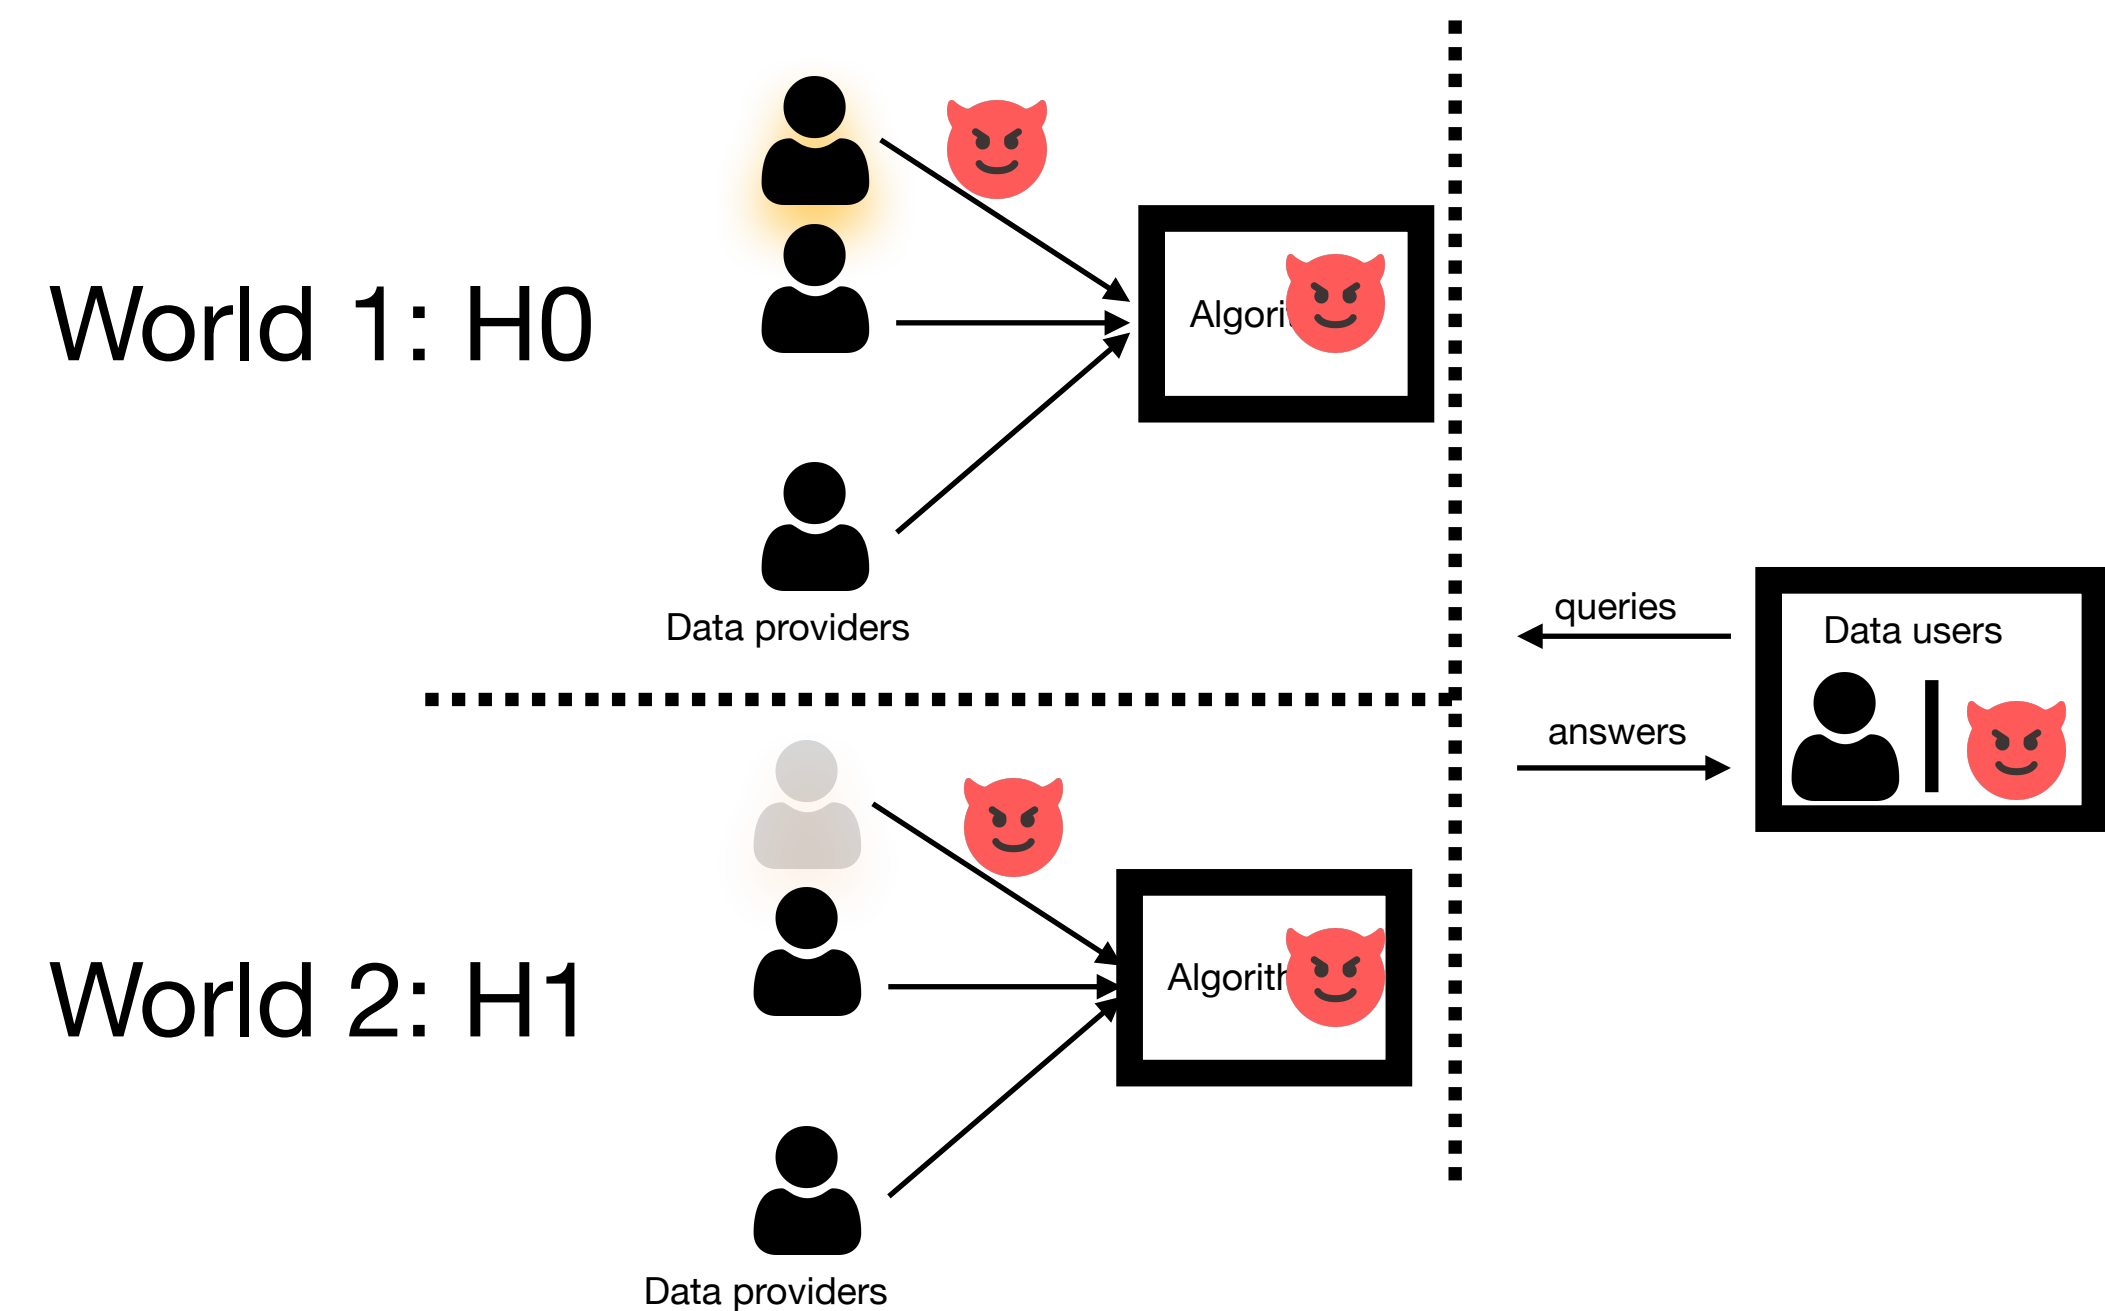 World 1: H0
Algori
Data providers
queries
Data users
answers
World 2: H1
Algorith
Data providers